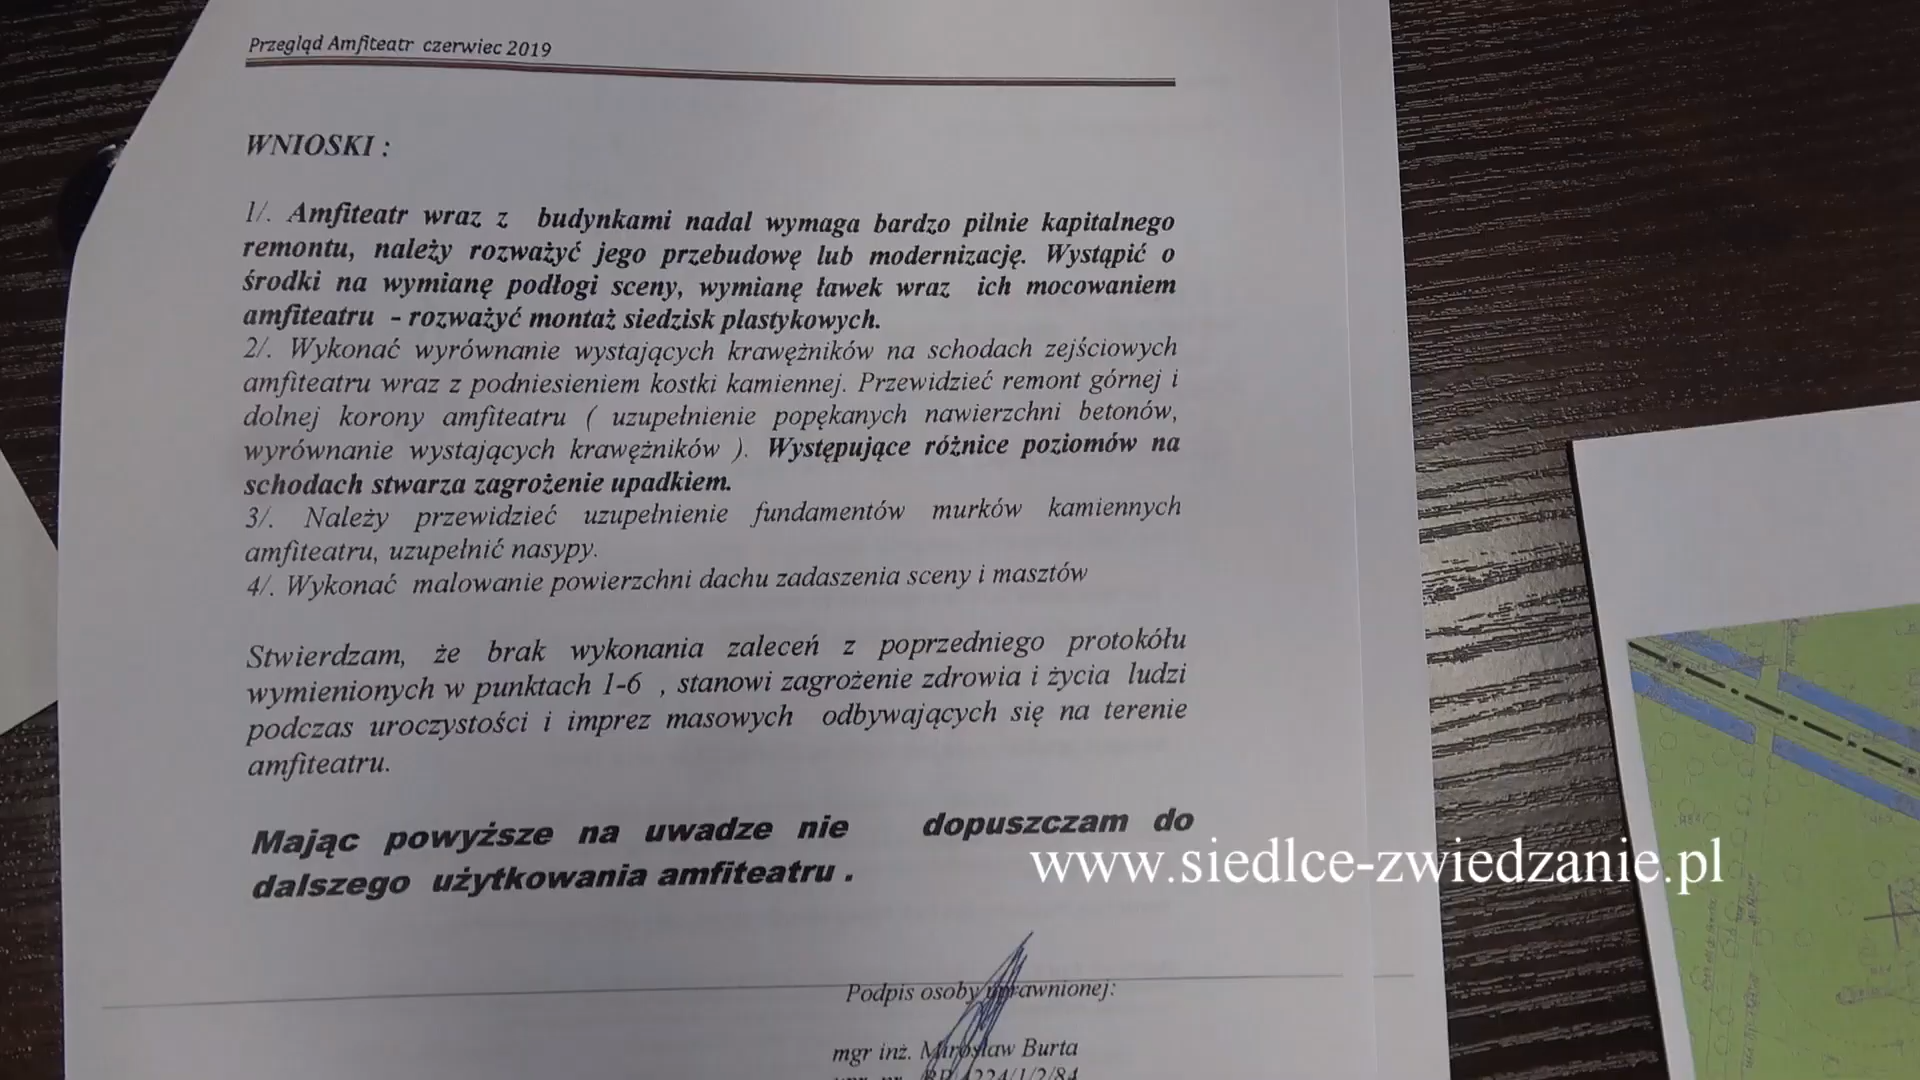 Przegląd Amfiteatr czerwiec 2019
WNIOSKI :
1/. Amfiteatr wraz z budynkami nadal wymaga bardzo pilnie kapitalnego
remontu, należy rozważyć jego przebudowę lub modernizację. Wystąpić o
środki na wymianę podłogi sceny, wymianę ławek wraz ich mocowaniem
amfiteatru - rozważyć montaż siedzisk plastykowych.
2/. Wykonać wyrównanie wystających krawężników na schodach zejściowych
amfiteatru wraz z podniesieniem kostki kamiennej. Przewidzieć remont górnej i
dolnej korony amfiteatru ( uzupełnienie popękanych nawierzchni betonów,
wyrównanie wystających krawężników ). Występujące różnice poziomów na
schodach stwarza zagrożenie upadkiem.
3/. Należy przewidzieć uzupełnienie fundamentów murków kamiennych
amfiteatru, uzupełnić nasypy.
4/. Wykonać malowanie powierzchni dachu zadaszenia sceny i masztów
Stwierdzam, że brak wykonania zaleceń z poprzedniego protokółu
wymienionych w punktach 1-6 , stanowi zagrożenie zdrowia i życia ludzi
podczas uroczystości i imprez masowych odbywających się na terenie
amfiteatru.
Mając powyższe na uwadze nie dopuszczam do
dalszego użytkowania amfiteatru .
www.siedlce-zwiedzanie.pl
Podpis osoby uprawnionej:
mgr inż. Mirosław Burta